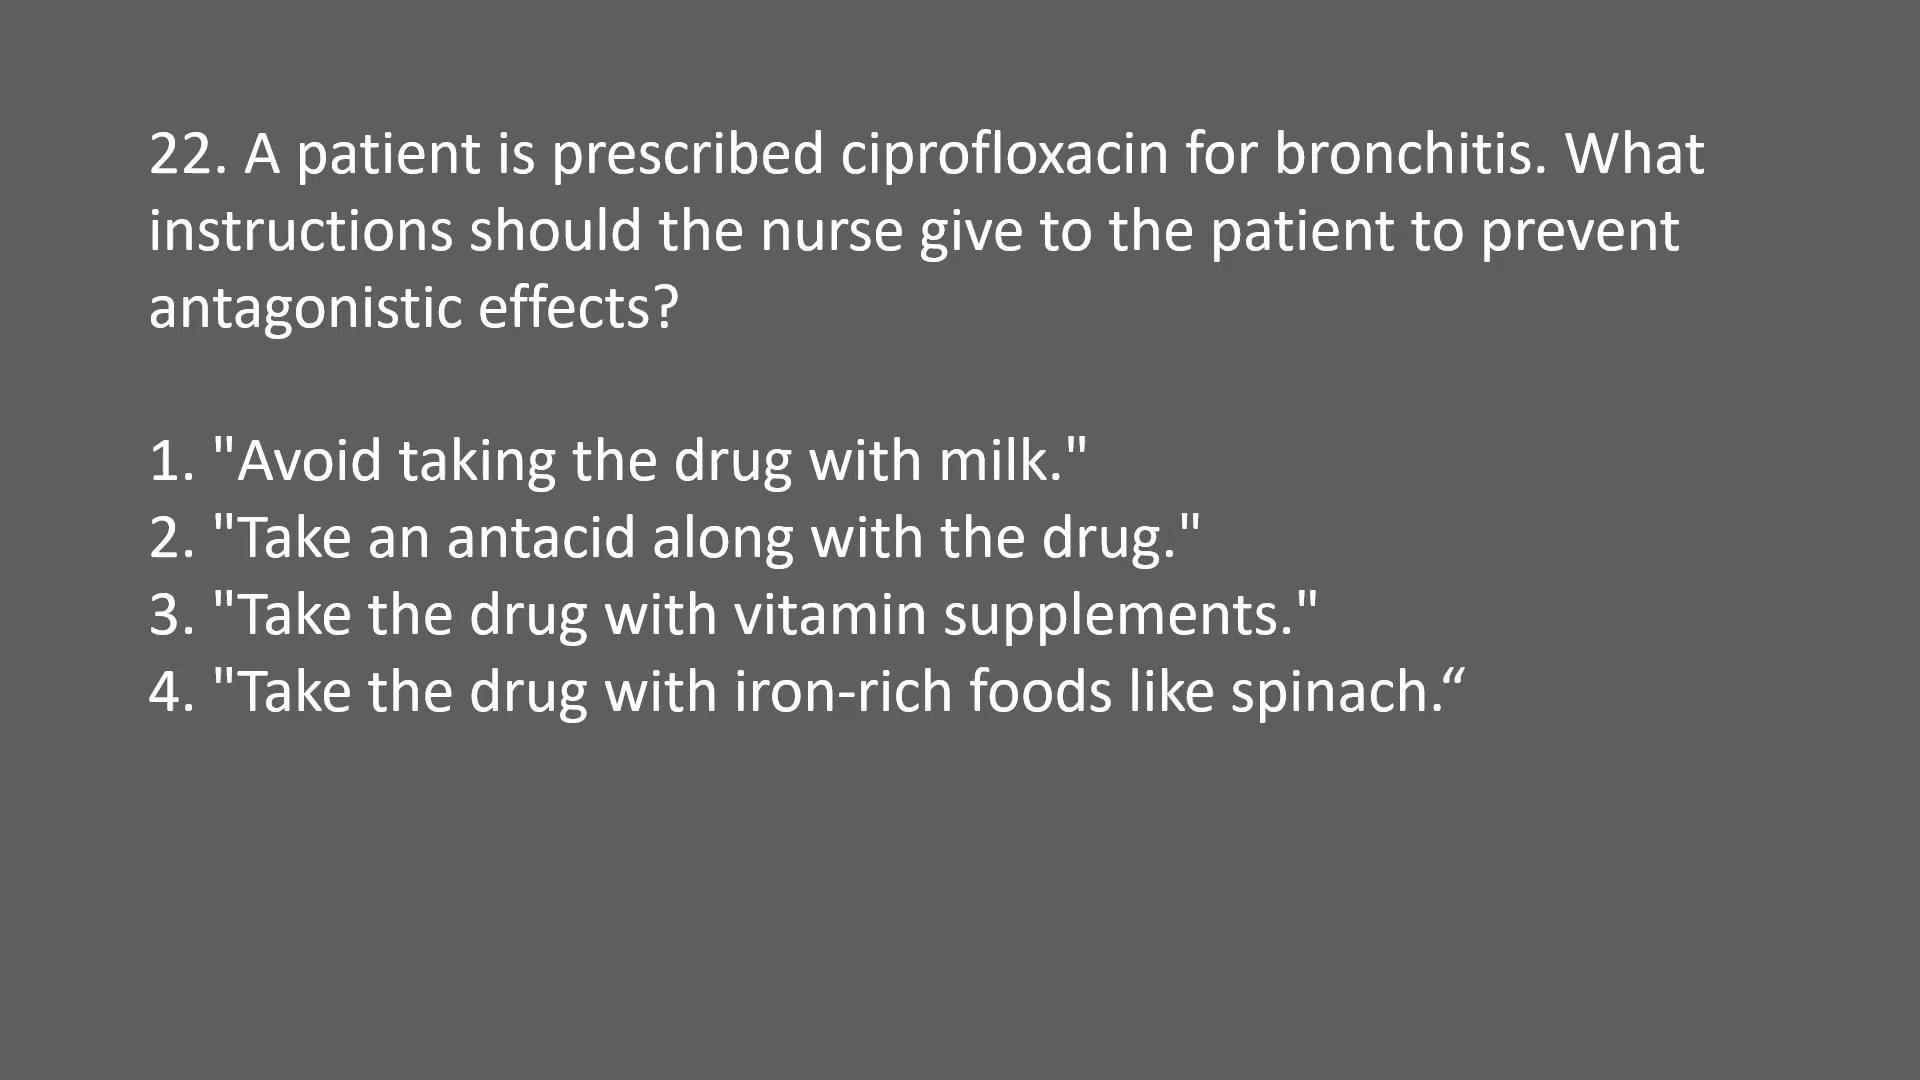 22. A patient is prescribed ciprofloxacin for bronchitis. What
instructions should the nurse give to the patient to prevent
antagonistic effects?
1. "Avoid taking the drug with milk."
2. "Take an antacid along with the drug."
3. "Take the drug with vitamin supplements."
4. "Take the drug with iron-rich foods like spinach.“